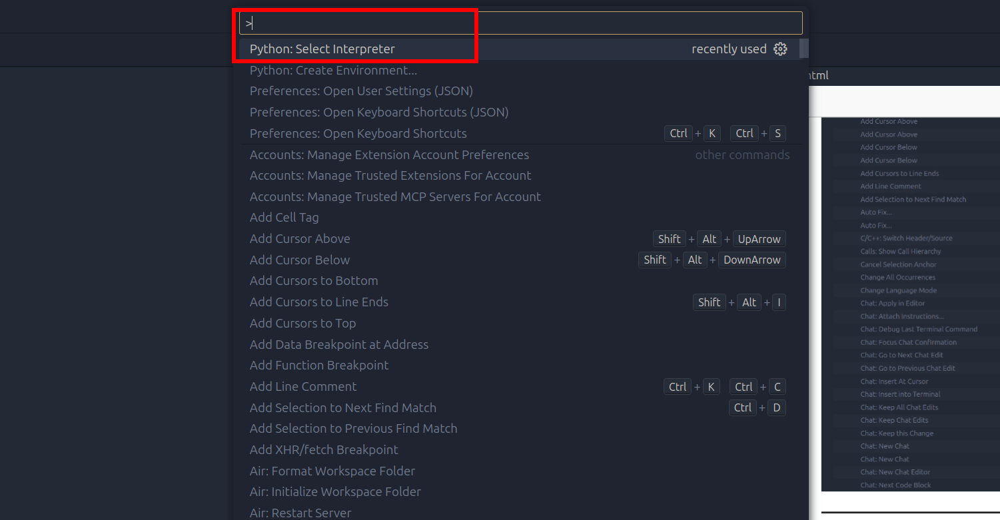 >
Python: Select Interpreter recently used
Python: Create Environment...
Preferences: Open User Settings (JSON)
Preferences: Open Keyboard Shortcuts (JSON)
Preferences: Open Keyboard Shortcuts Ctrl + K Ctrl + S
Accounts: Manage Extension Account Preferences other commands
Accounts: Manage Trusted Extensions For Account
Accounts: Manage Trusted MCP Servers For Account
Add Cell Tag
Add Cursor Above Shift + Alt + UpArrow
Add Cursor Below Shift + Alt + DownArrow
Add Cursors to Bottom
Add Cursors to Line Ends Shift + Alt + I
Add Cursors to Top
Add Data Breakpoint at Address
Add Function Breakpoint
Add Line Comment Ctrl + K Ctrl + C
Add Selection to Next Find Match Ctrl + D
Add Selection to Previous Find Match
Add XHR/fetch Breakpoint
Air: Format Workspace Folder
Air: Initialize Workspace Folder
Air: Restart Server
html
Add Cursor Above
Add Cursor Above
Add Cursor Below
Add Cursor Below
Add Cursors to Line Ends
Add Line Comment
Add Selection to Next Find Match
Auto Fix...
Auto Fix...
C/C++: Switch Header/Source
Calls: Show Call Hierarchy
Cancel Selection Anchor
Change All Occurrences
Change Language Mode
Chat: Apply in Editor
Chat: Attach Instructions...
Chat: Debug Last Terminal Command
Chat: Focus Chat Confirmation
Chat: Go to Next Chat Edit
Chat: Go to Previous Chat Edit
Chat: Insert At Cursor
Chat: Insert into Terminal
Chat: Keep All Chat Edits
Chat: Keep Chat Edits
Chat: Keep this Change
Chat: New Chat
Chat: New Chat
Chat: New Chat Editor
Chat: Next Code Block